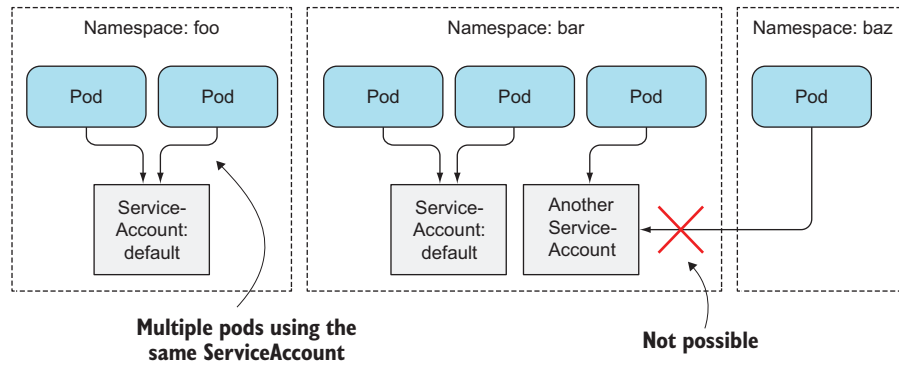 Namespace: foo
Namespace: bar
Namespace: baz
Pod
Pod
Pod
Pod
Pod
Pod
Service-
Account:
default
Service-
Account:
default
Another
Service-
Account
Multiple pods using the
same ServiceAccount
Not possible